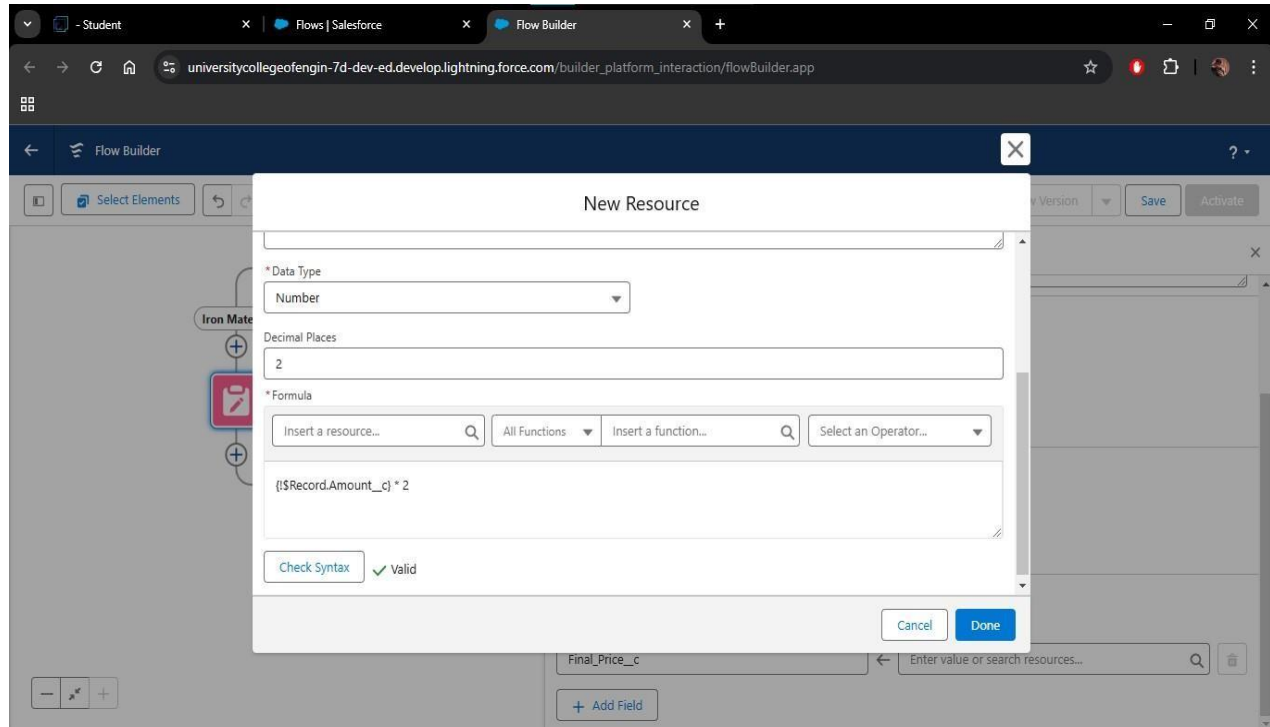 - Student
Flows | Salesforce
Flow Builder
universitycollegeofengin-7d-dev-ed.develop.lightning.force.com/builder_platform_interaction/flowBuilder.app
Flow Builder
?
Select Elements
Version
Save
Activate
New Resource
Iron Mate
* Data Type
Number
Decimal Places
2
* Formula
Insert a resource...
All Functions
Insert a function...
Select an Operator...
{!$Record.Amount__c} * 2
Check Syntax
Valid
Cancel
Done
Final_Price__c
Enter value or search resources...
+ Add Field